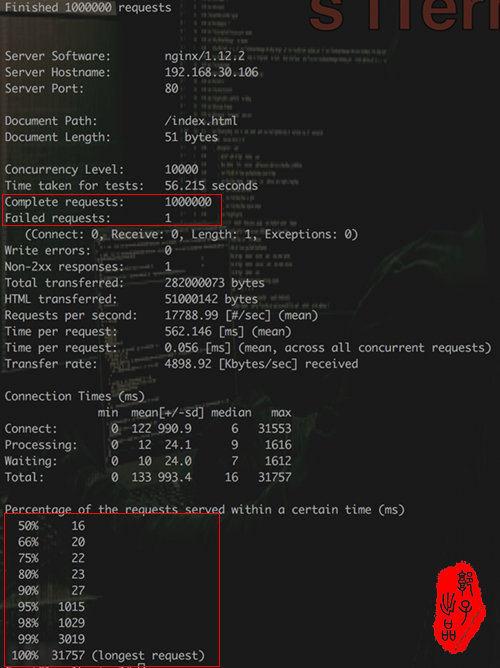 Finished 1000000 requests
Server Software: nginx/1.12.2
Server Hostname: 192.168.30.106
Server Port: 80
Document Path: /index.html
Document Length: 51 bytes
Concurrency Level: 10000
Time taken for tests: 56.215 seconds
Complete requests: 1000000
Failed requests: 1
(Connect: 0, Receive: 0, Length: 1, Exceptions: 0)
Write errors: 0
Non-2xx responses: 1
Total transferred: 282000073 bytes
HTML transferred: 51000142 bytes
Requests per second: 17788.99 [#/sec] (mean)
Time per request: 562.146 [ms] (mean)
Time per request: 0.056 [ms] (mean, across all concurrent requests)
Transfer rate: 4898.92 [Kbytes/sec] received
Connection Times (ms)
min mean[+/-sd] median max
Connect: 0 122 990.9 6 31553
Processing: 0 12 24.1 9 1616
Waiting: 0 10 24.0 7 1612
Total: 0 133 993.4 16 31757
Percentage of the requests served within a certain time (ms)
50% 16
66% 20
75% 22
80% 23
90% 27
95% 1015
98% 1029
99% 3019
100% 31757 (longest request)